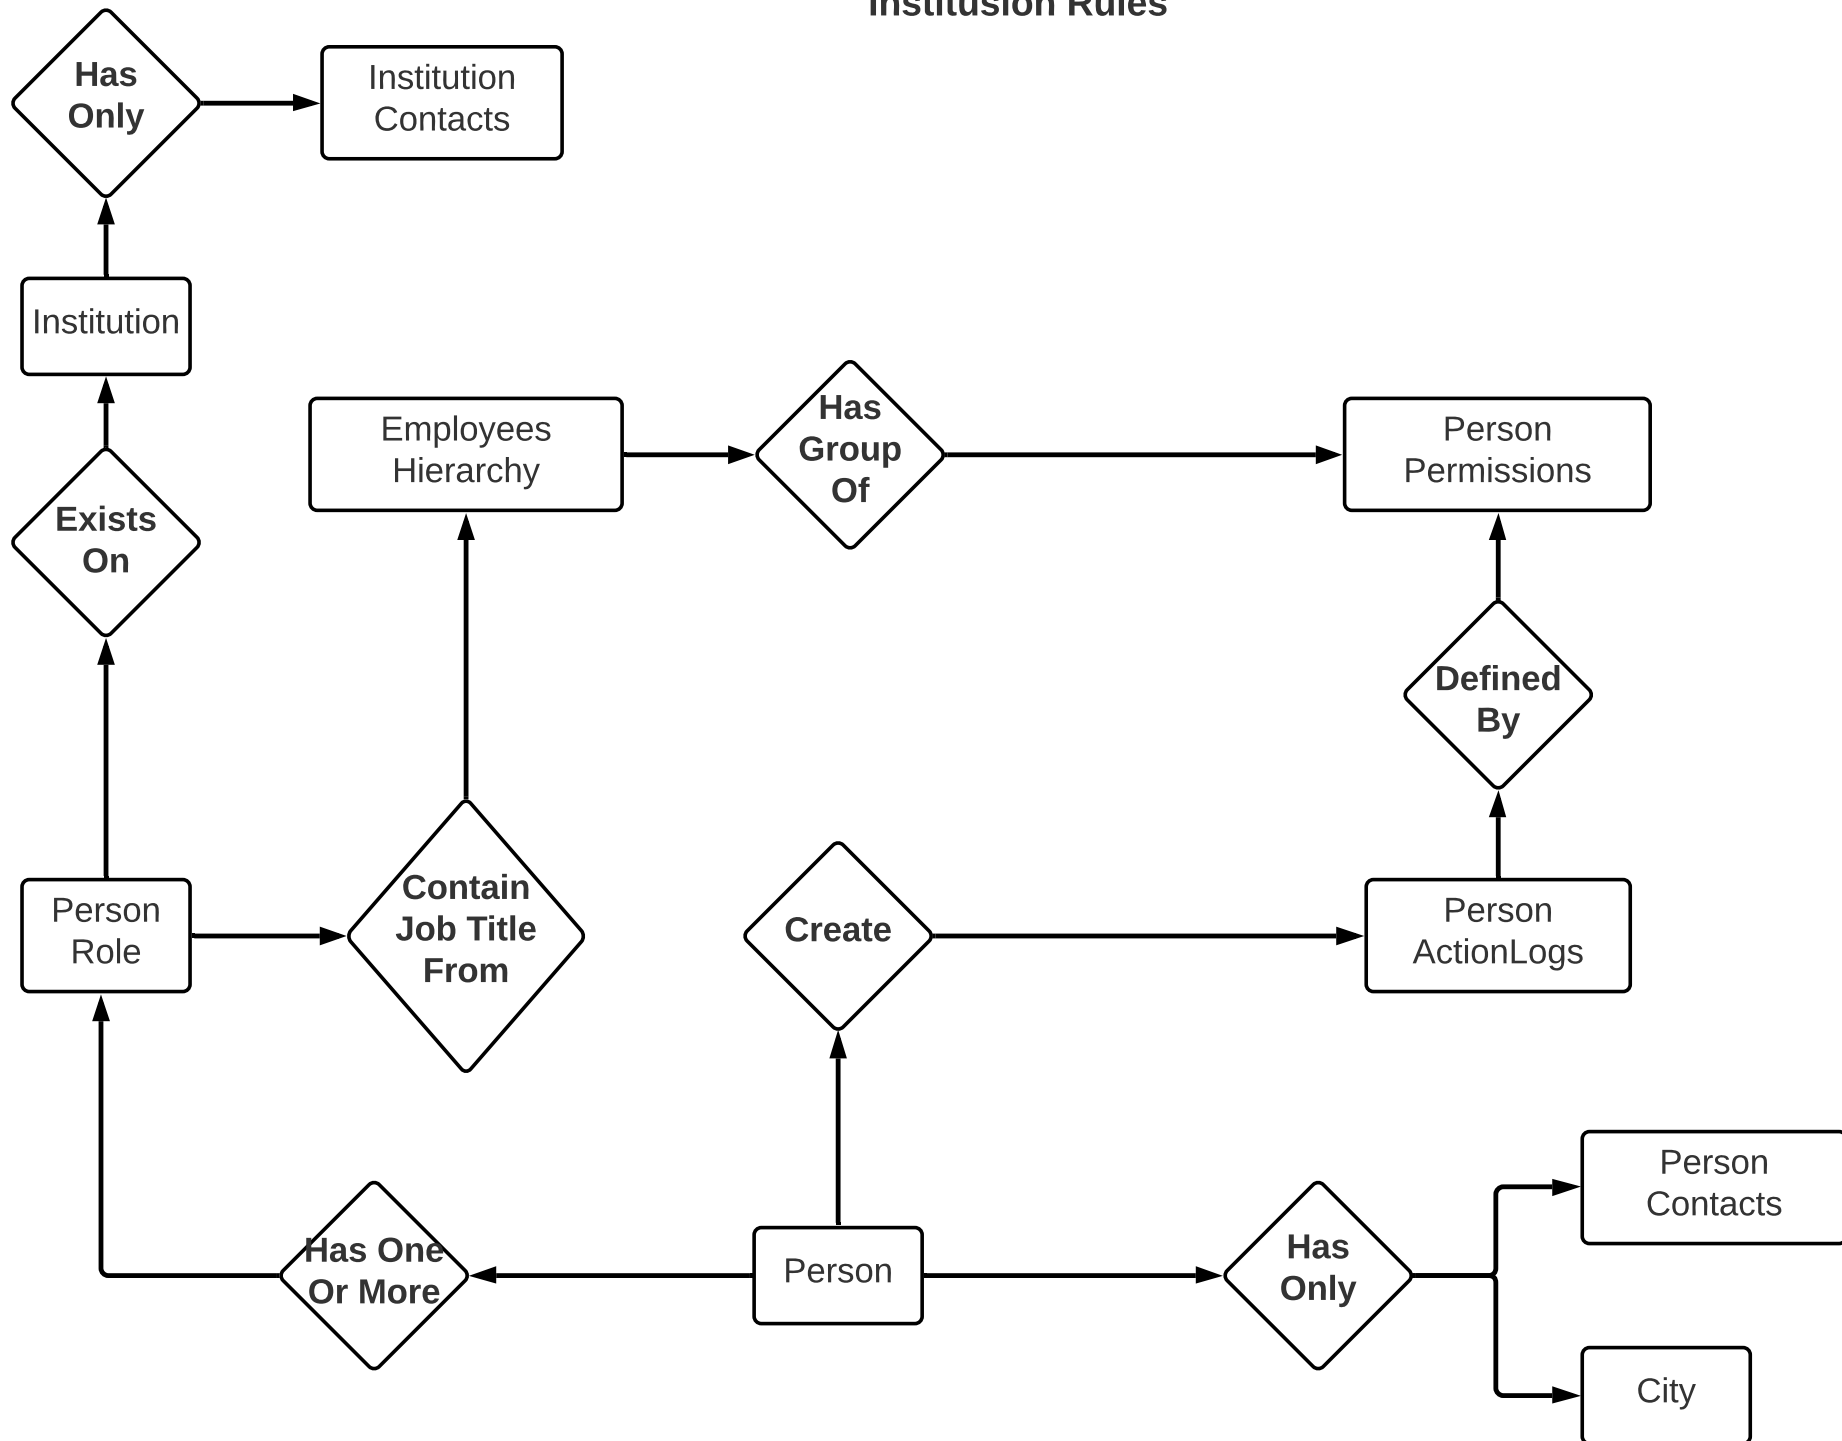 Institusion Rules
Has
Only
Institution
Contacts
Institution
Employees
Hierarchy
Has
Group
Of
Person
Permissions
Exists
On
Defined
By
Person
Role
Contain
Job Title
From
Create
Person
ActionLogs
Has One
Or More
Person
Has
Only
Person
Contacts
City